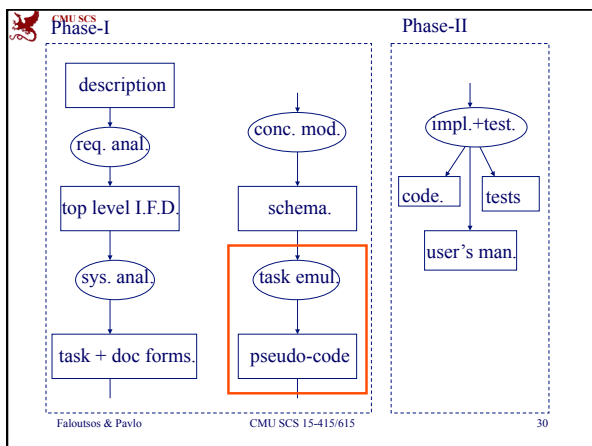 CMU SCS
Phase-I
description
req. anal.
top level I.F.D.
sys. anal.
task + doc forms.
conc. mod.
schema.
task emul.
pseudo-code
Phase-II
impl.+test.
code.
tests
user's man.
Faloutsos & Pavlo
CMU SCS 15-415/615
30